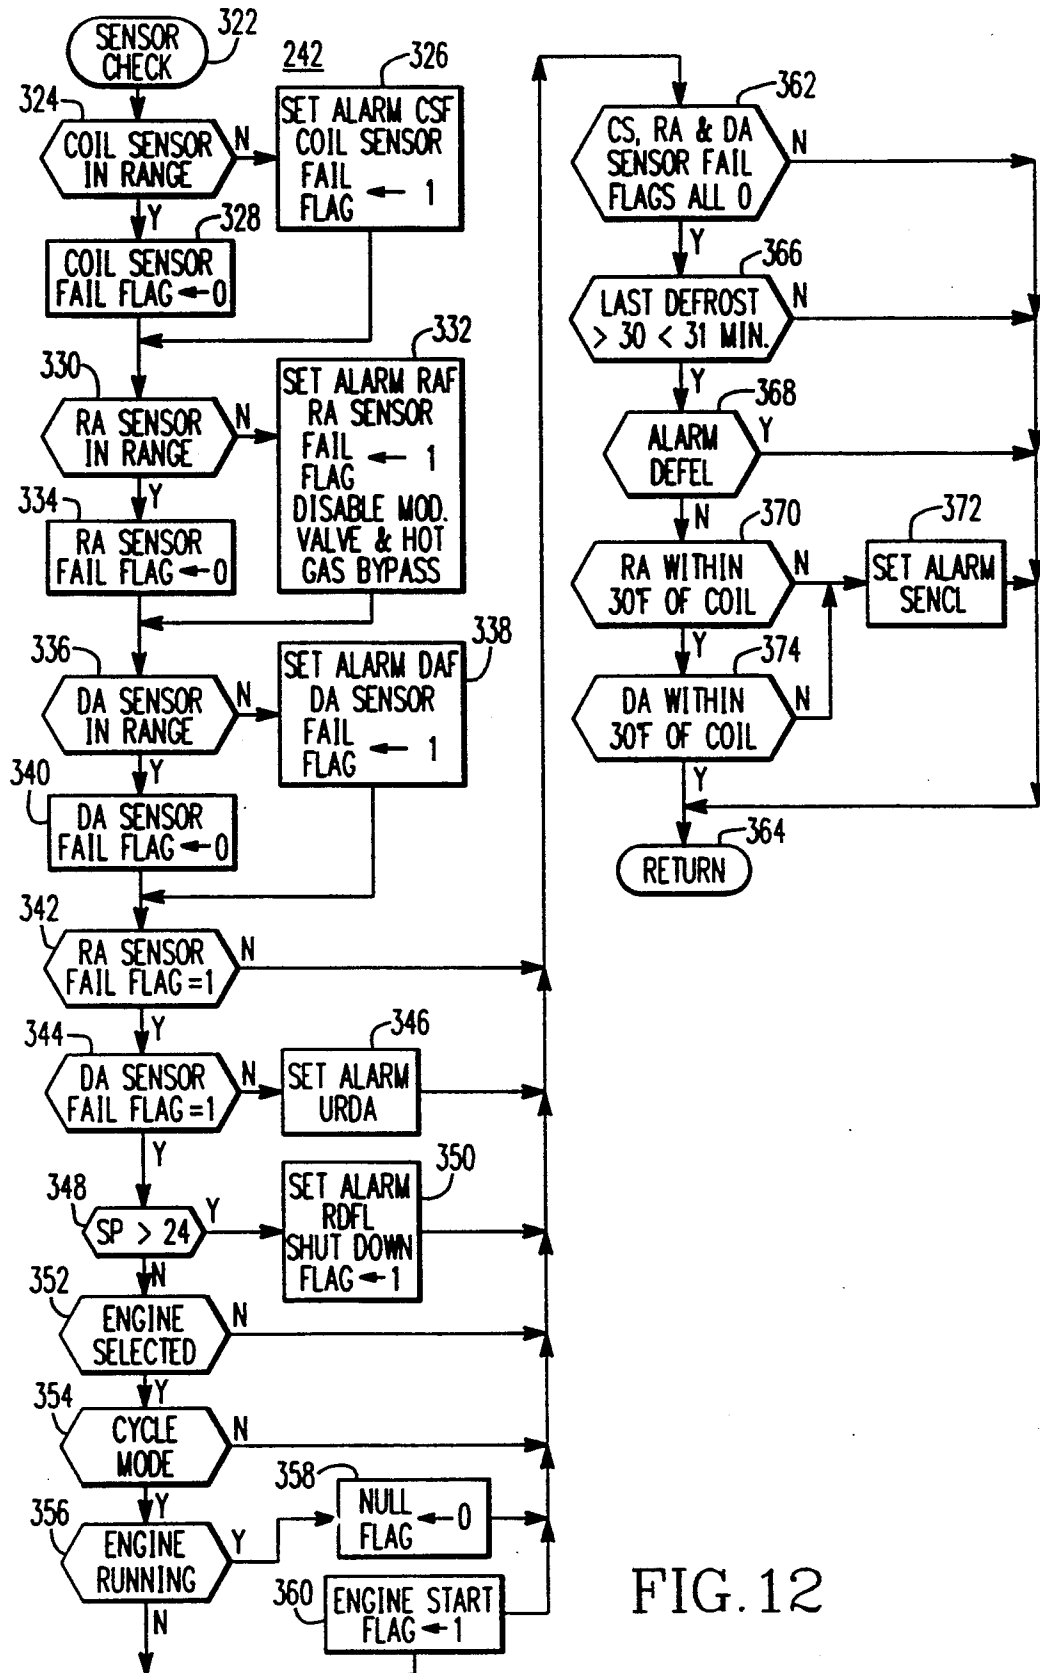 SENSOR
CHECK
322
242
324
COIL SENSOR
IN RANGE
N
326
SET ALARM CSF
COIL SENSOR
FAIL
FLAG ← 1
Y
328
COIL SENSOR
FAIL FLAG ← 0
330
RA SENSOR
IN RANGE
N
332
SET ALARM RAF
RA SENSOR
FAIL
FLAG ← 1
DISABLE MOD.
VALVE & HOT
GAS BYPASS
Y
334
RA SENSOR
FAIL FLAG ← 0
336
DA SENSOR
IN RANGE
N
338
SET ALARM DAF
DA SENSOR
FAIL
FLAG ← 1
Y
340
DA SENSOR
FAIL FLAG ← 0
342
RA SENSOR
FAIL FLAG = 1
N
Y
344
DA SENSOR
FAIL FLAG = 1
N
346
SET ALARM
URDA
Y
348
SP > 24
Y
350
SET ALARM
RDFL
SHUT DOWN
FLAG ← 1
N
352
ENGINE
SELECTED
N
Y
354
CYCLE
MODE
N
Y
356
ENGINE
RUNNING
Y
358
NULL
FLAG ← 0
N
360
ENGINE START
FLAG ← 1
362
CS, RA & DA
SENSOR FAIL
FLAGS ALL 0
N
Y
366
LAST DEFROST
> 30 < 31 MIN.
N
Y
368
ALARM
DEFEL
Y
N
370
RA WITHIN
30°F OF COIL
N
372
SET ALARM
SENCL
Y
374
DA WITHIN
30°F OF COIL
N
Y
364
RETURN
FIG. 12